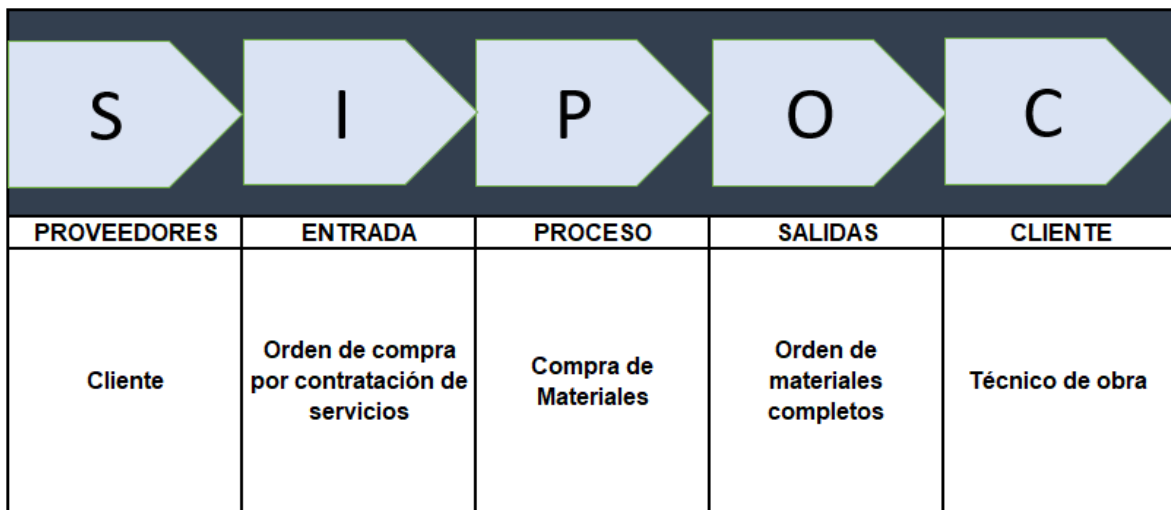 S I P O C
PROVEEDORES ENTRADA PROCESO SALIDAS CLIENTE
Cliente
Orden de compra
por contratación de
servicios
Compra de
Materiales
Orden de
materiales
completos
Técnico de obra